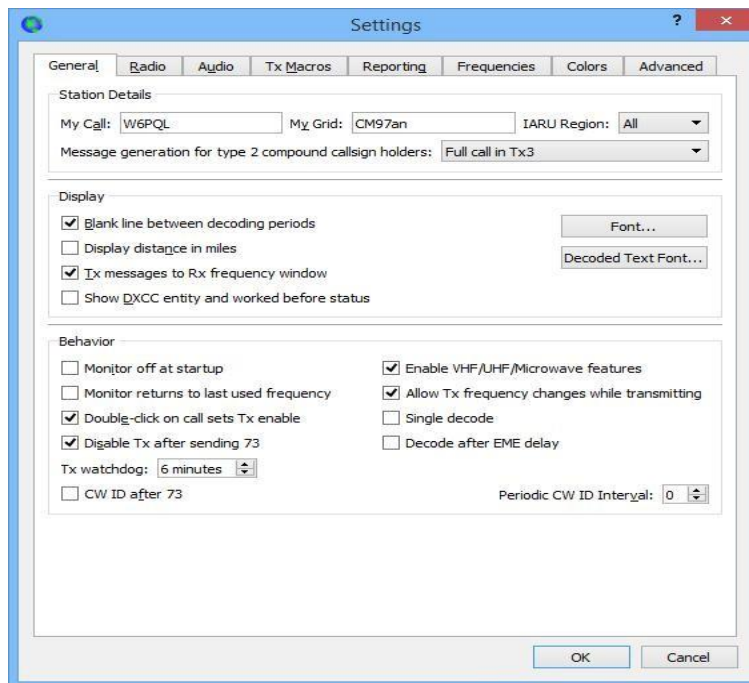 Settings
? ×
General Radio Audio Tx Macros Reporting Frequencies Colors Advanced
Station Details
My Call: W6PQL My Grid: CM97an IARU Region: All
Message generation for type 2 compound callsign holders: Full call in Tx3
Display
Blank line between decoding periods Font...
Display distance in miles Decoded Text Font...
Tx messages to Rx frequency window
Show DXCC entity and worked before status
Behavior
Monitor off at startup Enable VHF/UHF/Microwave features
Monitor returns to last used frequency Allow Tx frequency changes while transmitting
Double-click on call sets Tx enable Single decode
Disable Tx after sending 73 Decode after EME delay
Tx watchdog: 6 minutes
CW ID after 73 Periodic CW ID Interval: 0
OK Cancel